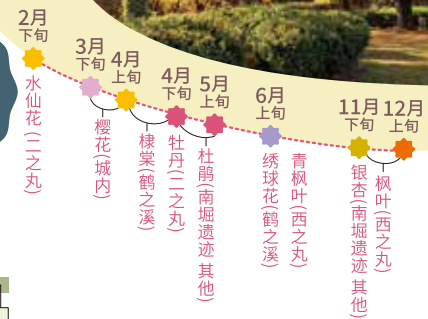 2月
下旬
3月
下旬
4月
上旬
4月
下旬
5月
上旬
6月
上旬
11月
下旬
12月
上旬
水仙花(二之丸)
樱花(城内)
棣棠(鹤之溪)
牡丹(二之丸)
杜鹃(南堀遗迹 其他)
绣球花(鹤之溪)
青枫叶(西之丸)
银杏(南堀遗迹 其他)
枫叶(西之丸)